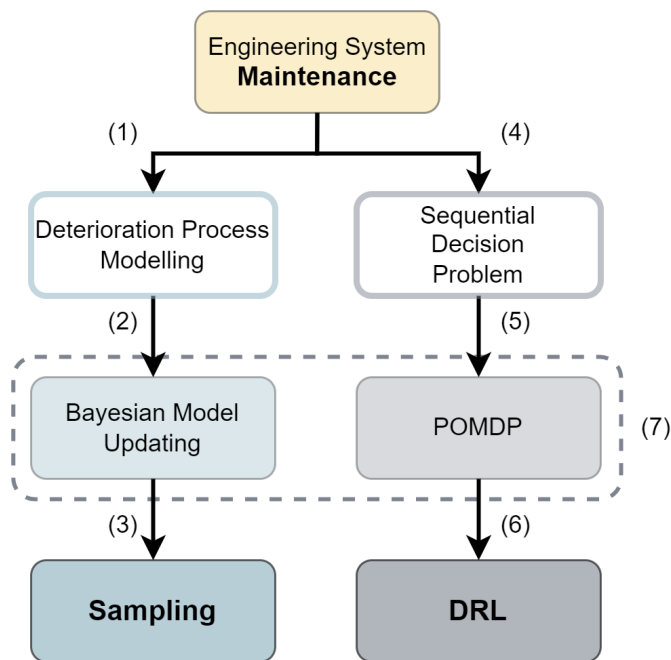 Engineering System
Maintenance
(1)
(4)
Deterioration Process
Modelling
Sequential
Decision
Problem
(2)
(5)
Bayesian Model
Updating
POMDP
(7)
(3)
(6)
Sampling
DRL